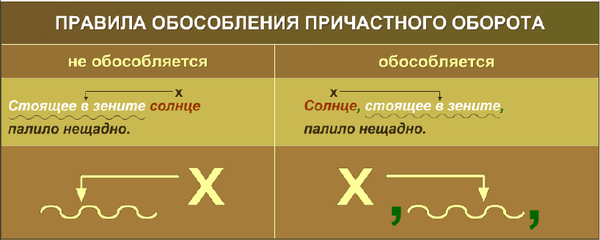 ПРАВИЛА ОБОСОБЛЕНИЯ ПРИЧАСТНОГО ОБОРОТА
не обособляется
обособляется
х
Стоящее в зените солнце
палило нещадно.
х
Солнце, стоящее в зените,
палило нещадно.
Х
Х , ,